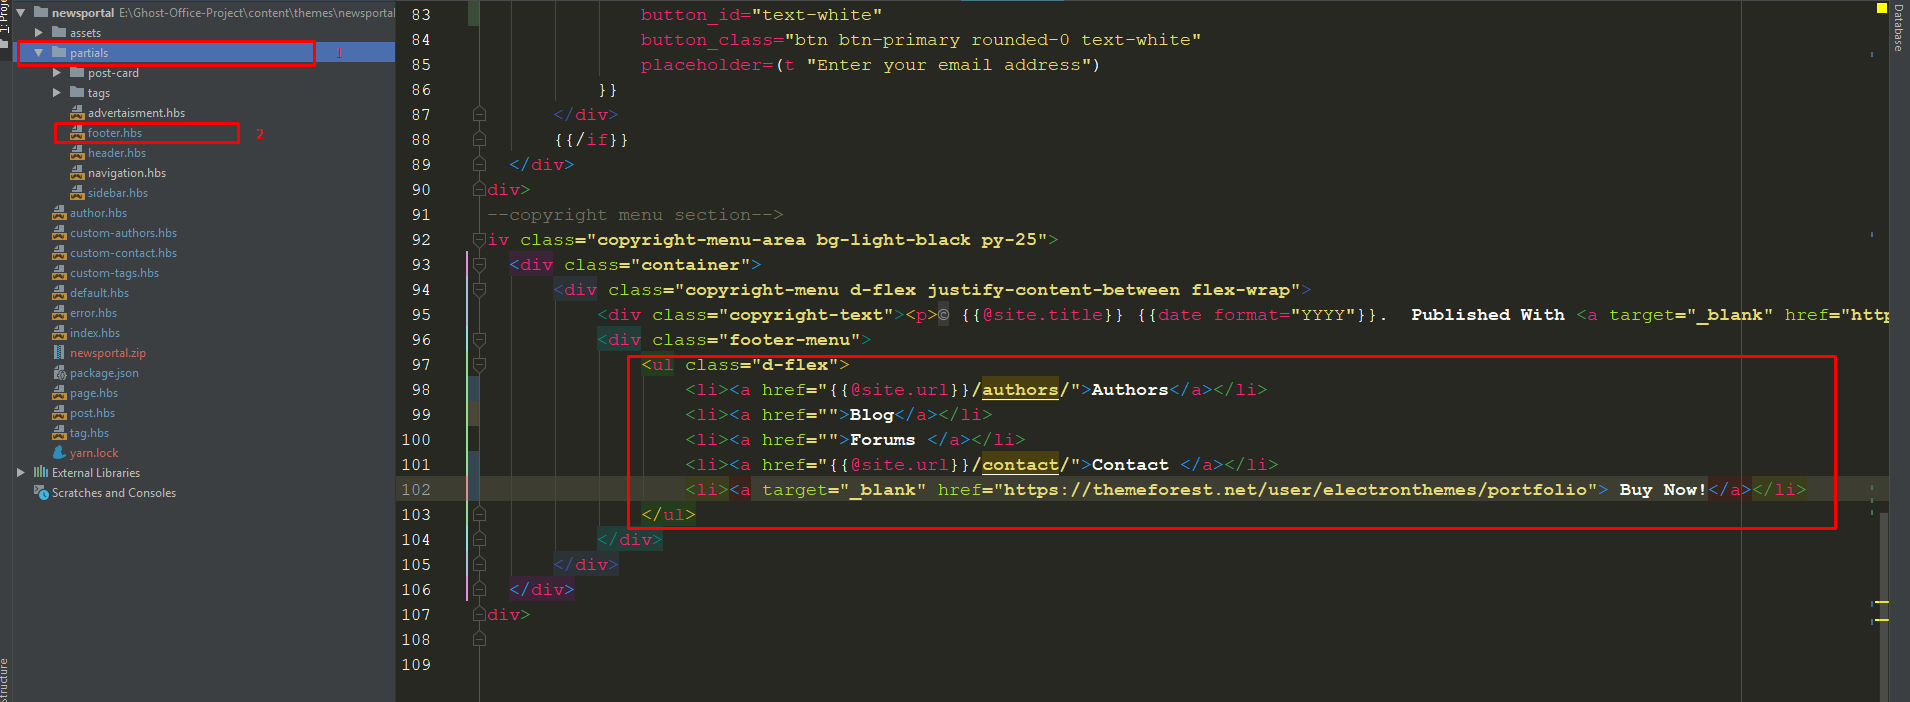 1: Proj
newsportal E:\Ghost-Office-Project\content\themes\newsportal
assets
partials 1
post-card
tags
advertaisment.hbs
footer.hbs 2
header.hbs
navigation.hbs
sidebar.hbs
author.hbs
custom-authors.hbs
custom-contact.hbs
custom-tags.hbs
default.hbs
error.hbs
index.hbs
newsportal.zip
package.json
page.hbs
post.hbs
tag.hbs
yarn.lock
External Libraries
Scratches and Consoles
Structure
83 button_id="text-white"
84 button_class="btn btn-primary rounded-0 text-white"
85 placeholder=(t "Enter your email address")
86 }}
87 </div>
88 {{/if}}
89 </div>
90 div>
91 --copyright menu section-->
92 iv class="copyright-menu-area bg-light-black py-25">
93 <div class="container">
94 <div class="copyright-menu d-flex justify-content-between flex-wrap">
95 <div class="copyright-text"><p>© {{@site.title}} {{date format="YYYY"}}.  Published With <a target="_blank" href="htt
96 <div class="footer-menu">
97 <ul class="d-flex">
98 <li><a href="{{@site.url}}/authors/">Authors</a></li>
99 <li><a href="">Blog</a></li>
100 <li><a href="">Forums </a></li>
101 <li><a href="{{@site.url}}/contact/">Contact </a></li>
102 <li><a target="_blank" href="https://themeforest.net/user/electronthemes/portfolio"> Buy Now!</a></li>
103 </ul>
104 </div>
105 </div>
106 </div>
107 div>
108
109
Database